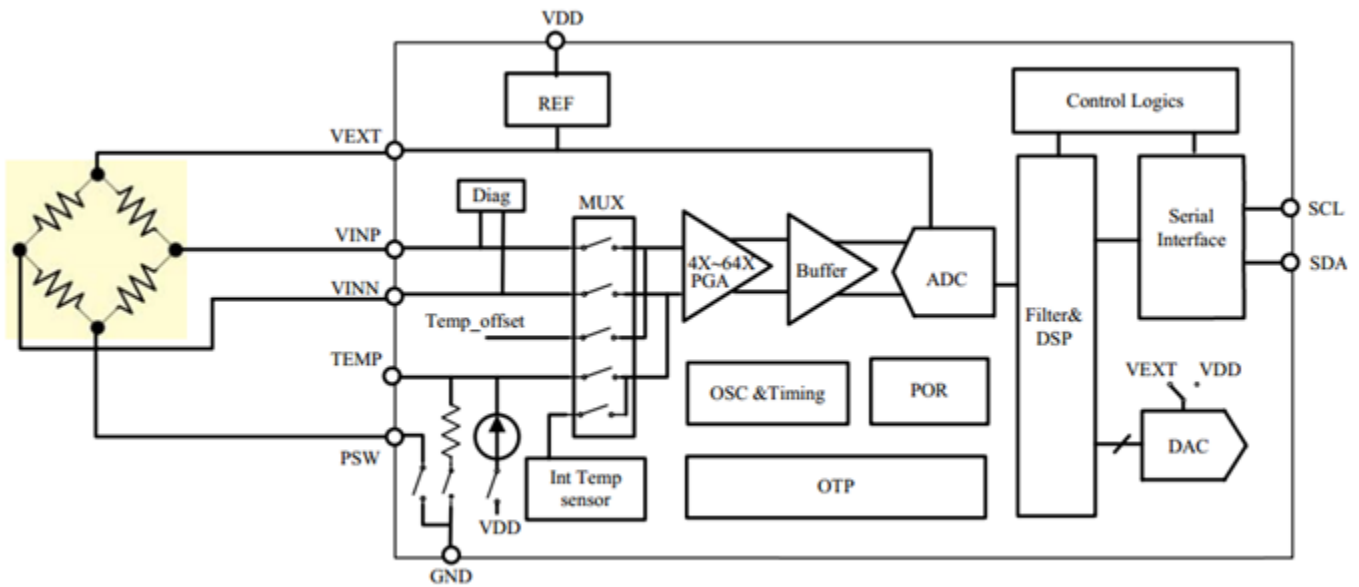 VDD
REF
Control Logics
VEXT
Diag
MUX
VINP
4X~64X
PGA
Buffer
ADC
Serial
Interface
SCL
SDA
VINN
Temp_offset
Filter&
DSP
TEMP
OSC &Timing
POR
VEXT
VDD
DAC
PSW
Int Temp
sensor
OTP
VDD
GND